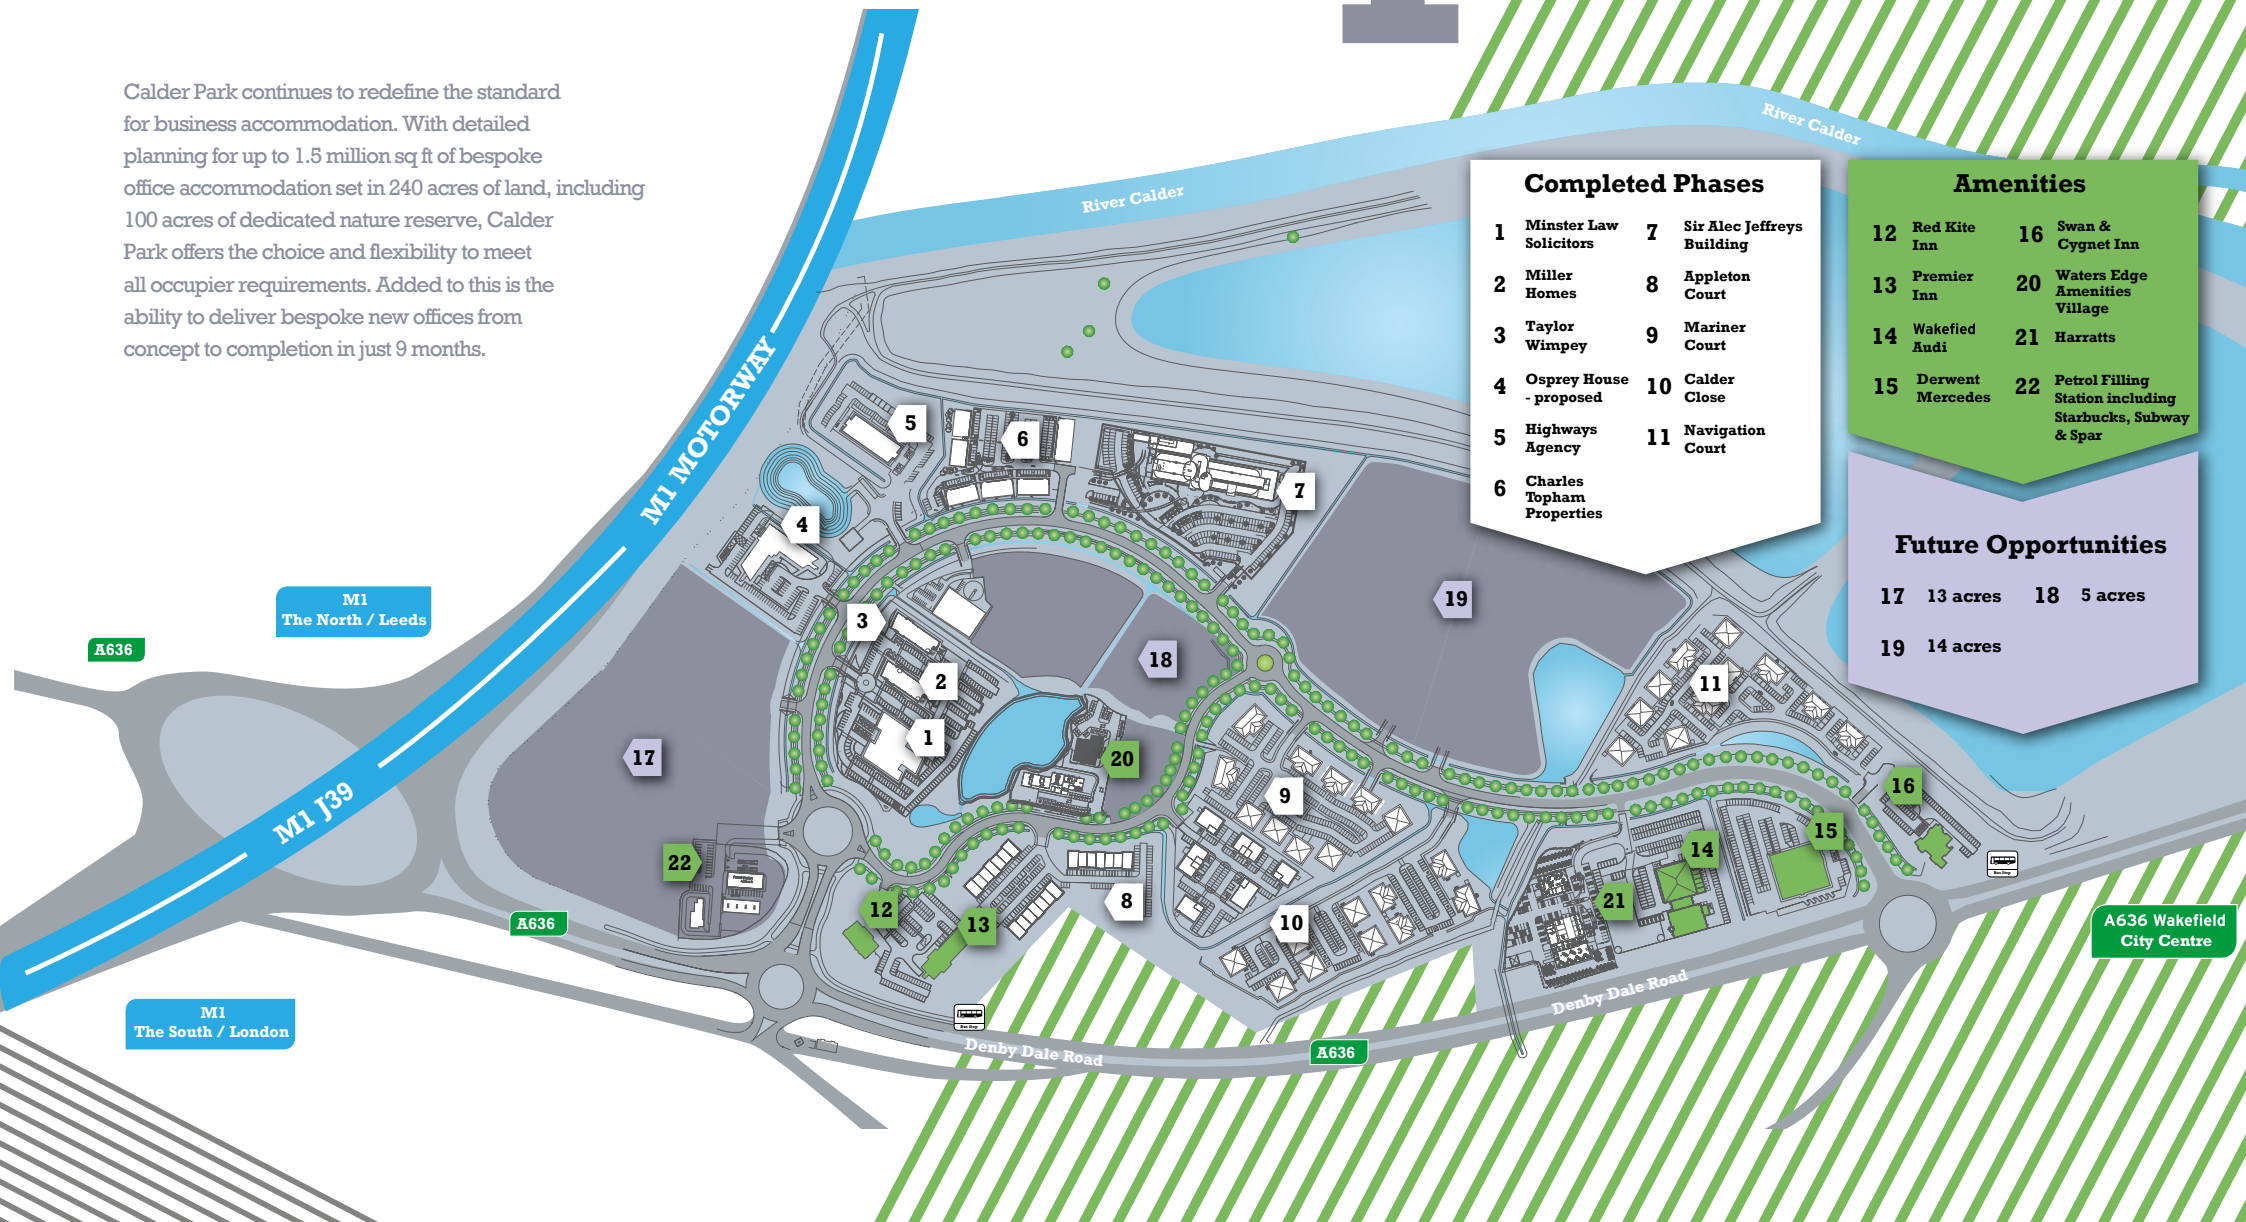 Calder Park continues to redefine the standard
for business accommodation. With detailed
planning for up to 1.5 million sq ft of bespoke
office accommodation set in 240 acres of land, including
100 acres of dedicated nature reserve, Calder
Park offers the choice and flexibility to meet
all occupier requirements. Added to this is the
ability to deliver bespoke new offices from
concept to completion in just 9 months.
River Calder
River Calder
Completed Phases
1 Minster Law
Solicitors
2 Miller
Homes
3 Taylor
Wimpey
4 Osprey House
- proposed
5 Highways
Agency
6 Charles
Topham
Properties
7 Sir Alec Jeffreys
Building
8 Appleton
Court
9 Mariner
Court
10 Calder
Close
11 Navigation
Court
Amenities
12 Red Kite
Inn
13 Premier
Inn
14 Wakefied
Audi
15 Derwent
Mercedes
16 Swan &
Cygnet Inn
20 Waters Edge
Amenities
Village
21 Harratts
22 Petrol Filling
Station including
Starbucks, Subway
& Spar
Future Opportunities
17 13 acres
18 5 acres
19 14 acres
M1 MOTORWAY
M1 J39
M1
The North / Leeds
A636
M1
The South / London
A636
5
6
7
4
3
2
1
19
18
17
20
11
16
9
15
14
22
21
12
13
8
10
Bus Stop
Bus Stop
Denby Dale Road
A636
Denby Dale Road
A636 Wakefield
City Centre